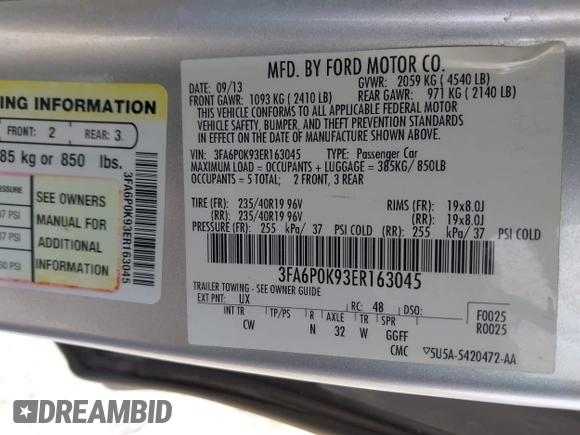 NG INFORMATION
FRONT: 2
REAR: 3
85 kg or 850 lbs.
SEE OWNERS
MANUAL FOR
ADDITIONAL
INFORMATION
PSI
37 PSI
60 PSI
3FA6P0K93ER163045
MFD. BY FORD MOTOR CO.
DATE: 09/13
GVWR: 2059 KG ( 4540 LB)
FRONT GAWR: 1093 KG ( 2410 LB)
REAR GAWR: 971 KG ( 2140 LB)
THIS VEHICLE CONFORMS TO ALL APPLICABLE FEDERAL MOTOR
VEHICLE SAFETY, BUMPER, AND THEFT PREVENTION STANDARDS
IN EFFECT ON THE DATE OF MANUFACTURE SHOWN ABOVE.
VIN: 3FA6P0K93ER163045 TYPE: Passenger Car
MAXIMUM LOAD = OCCUPANTS + LUGGAGE = 385KG/ 850LB
OCCUPANTS = 5 TOTAL; 2 FRONT, 3 REAR
TIRE (FR): 235/40R19 96V RIMS (FR): 19x8.0J
(RR): 235/40R19 96V (RR): 19x8.0J
PRESSURE (FR): 255 kPa/ 37 PSI COLD (RR): 255 kPa/ 37 PSI COLD
3FA6P0K93ER163045
TRAILER TOWING - SEE OWNER GUIDE
EXT PNT: UX RC: 48 DSO:
F0025
R0025
INT TR TP/PS R AXLE TR SPR
CW N 32 W GGFF
CMC ▽5U5A-5420472-AA
DREAMBID